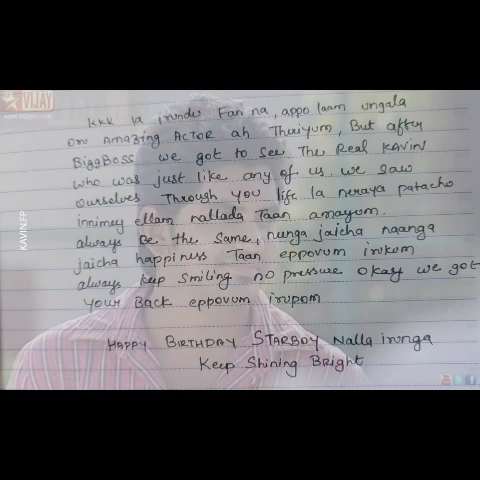 VIJAY
KKK la irundu Fan na, appo laam ungala
on Amazing Actor ah Theriyum, But after
BiggBoss we got to see The Real Kavin
who was just like any of us. we saw
ourselves Through you life la neraya patacho
innimey ellam nallada Taan amayum.
always be the same, nunga jaicha naanga
jaicha happiness Taan eppovum irukum
always keep smiling no pressure okay we got
your Back eppovum irupom
HAPPY BIRTHDAY STARBOY Nalla irunga
Keep Shining Bright
KAVIN.FP